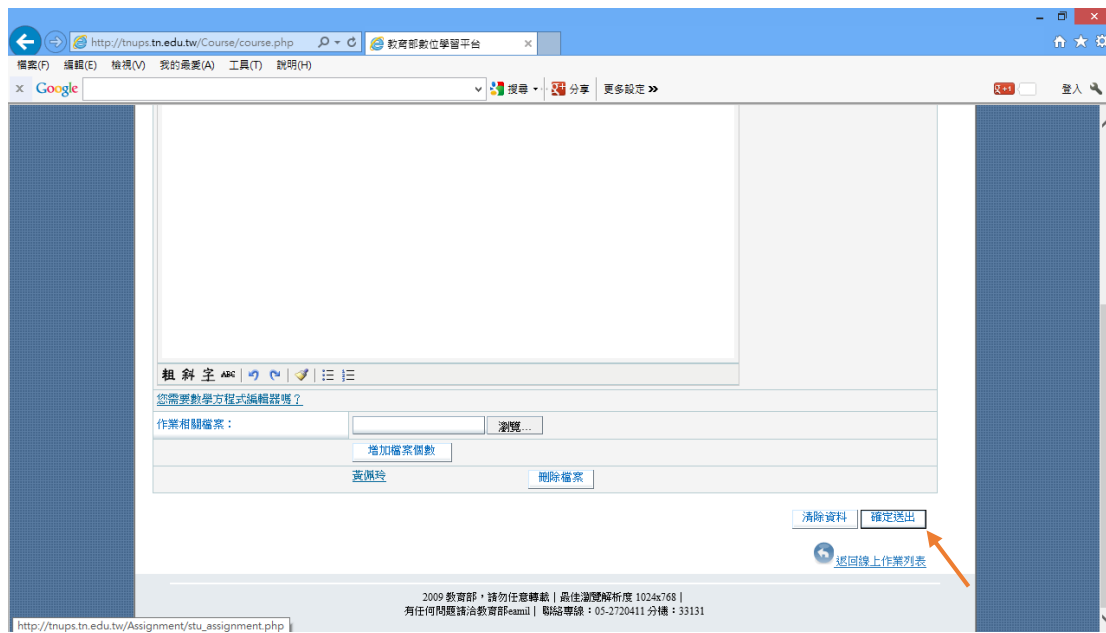 http://tnups.tn.edu.tw/Course/course.php 教育部數位學習平台
檔案(F) 編輯(E) 檢視(V) 我的最愛(A) 工具(T) 說明(H)
x Google 搜尋 分享 更多設定 » +1 登入
粗 斜 字 ABC
您需要數學方程式編輯器嗎？
作業相關檔案： 瀏覽...
增加檔案個數
黃佩玲 刪除檔案
清除資料 確定送出
返回線上作業列表
2009 教育部，請勿任意轉載 | 最佳瀏覽解析度 1024x768 |
有任何問題請洽教育部eamil | 聯絡專線：05-2720411 分機：33131
http://tnups.tn.edu.tw/Assignment/stu_assignment.php